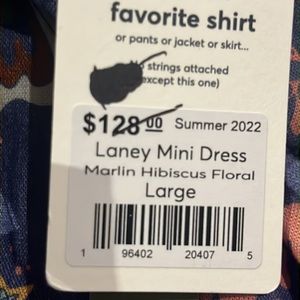 favorite shirt
or pants or jacket or skirt...
strings attached
except this one)
$128.00 Summer 2022
Laney Mini Dress
Marlin Hibiscus Floral
Large
1 96402 20407 5